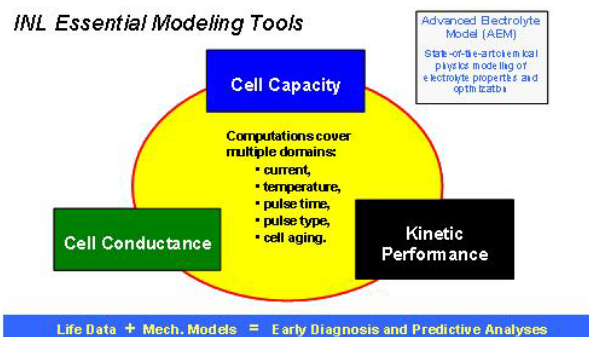 INL Essential Modeling Tools
Advanced Electrolyte
Model (AEM)
State-of-the-art chemical
physics modeling of
electrolyte properties and
optimization
Cell Capacity
Computations cover
multiple domains:
• current,
• temperature,
• pulse time,
• pulse type,
• cell aging.
Cell Conductance
Kinetic
Performance
Life Data + Mech. Models = Early Diagnosis and Predictive Analyses